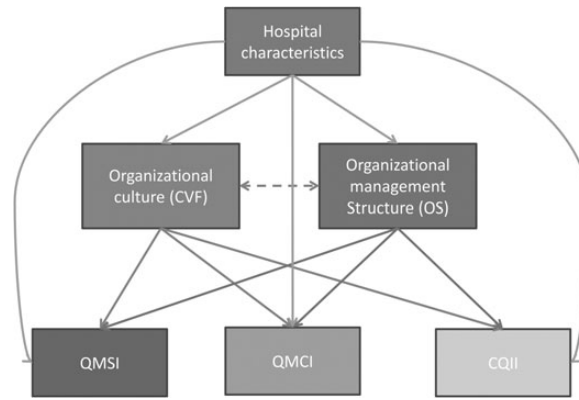 Hospital
characteristics
Organizational
culture (CVF)
Organizational
management
Structure (OS)
QMSI
QMCI
CQII